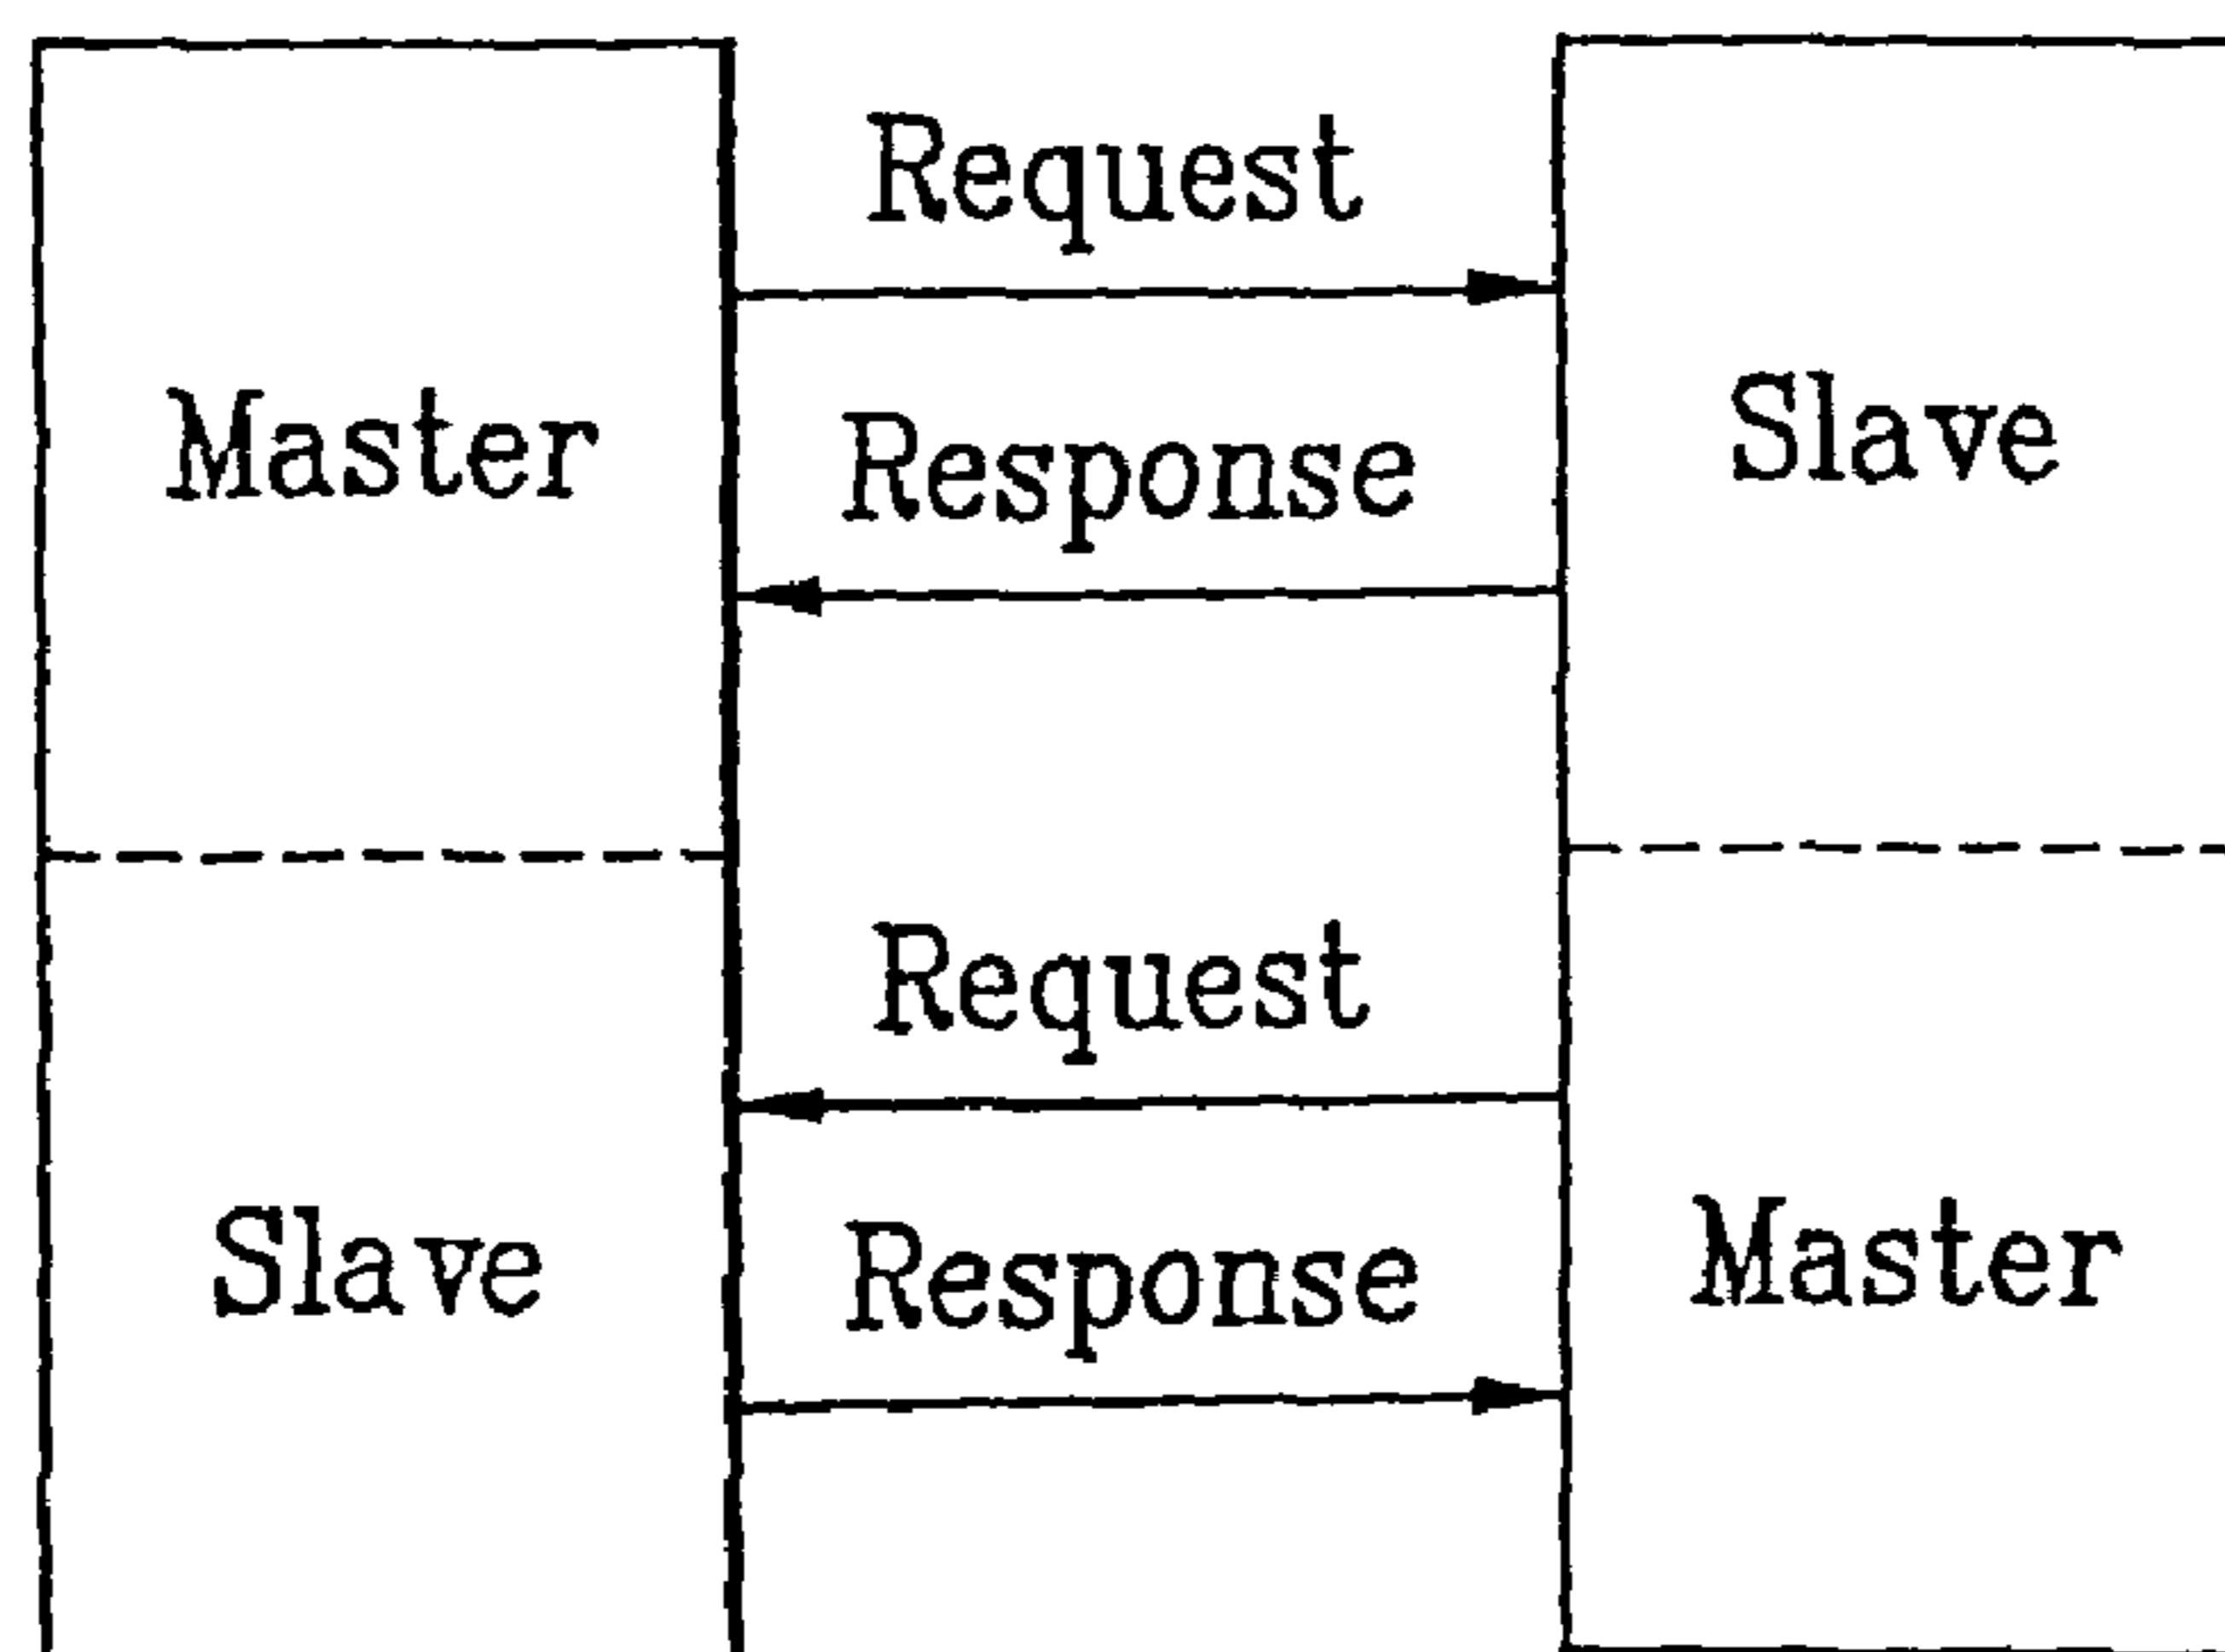 Request
Master
Response
Slave
Request
Slave
Response
Master